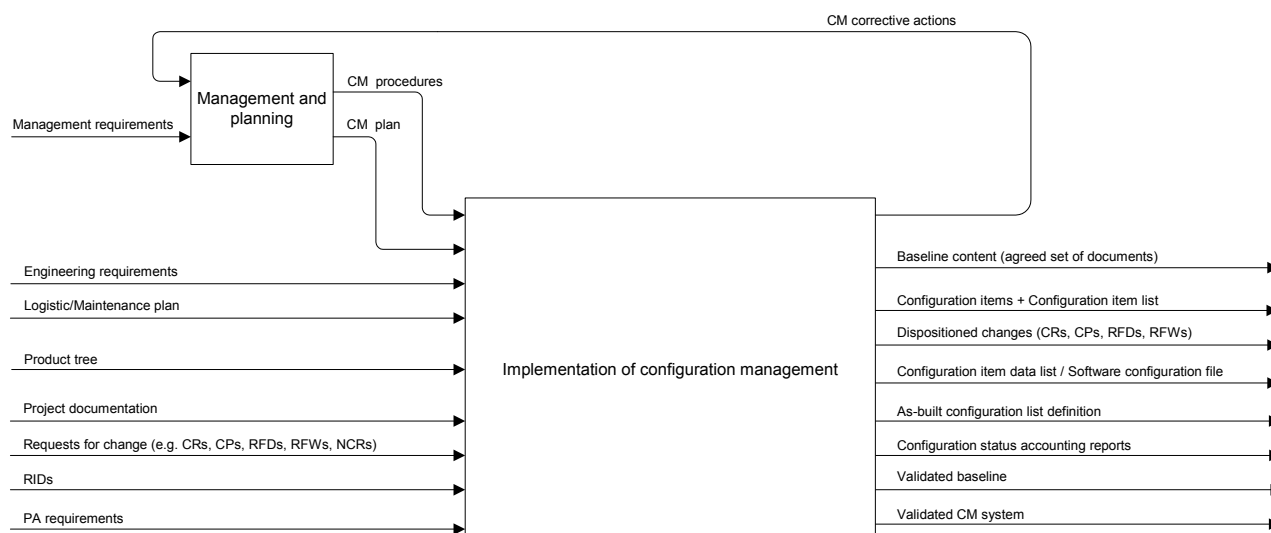 CM corrective actions
CM procedures
Management and
planning
CM plan
Management requirements
Baseline content (agreed set of documents)
Engineering requirements
Configuration items + Configuration item list
Logistic/Maintenance plan
Dispositioned changes (CRs, CPs, RFDs, RFWs)
Product tree
Implementation of configuration management
Configuration item data list / Software configuration file
Project documentation
As-built configuration list definition
Requests for change (e.g. CRs, CPs, RFDs, RFWs, NCRs)
Configuration status accounting reports
RIDs
Validated baseline
PA requirements
Validated CM system